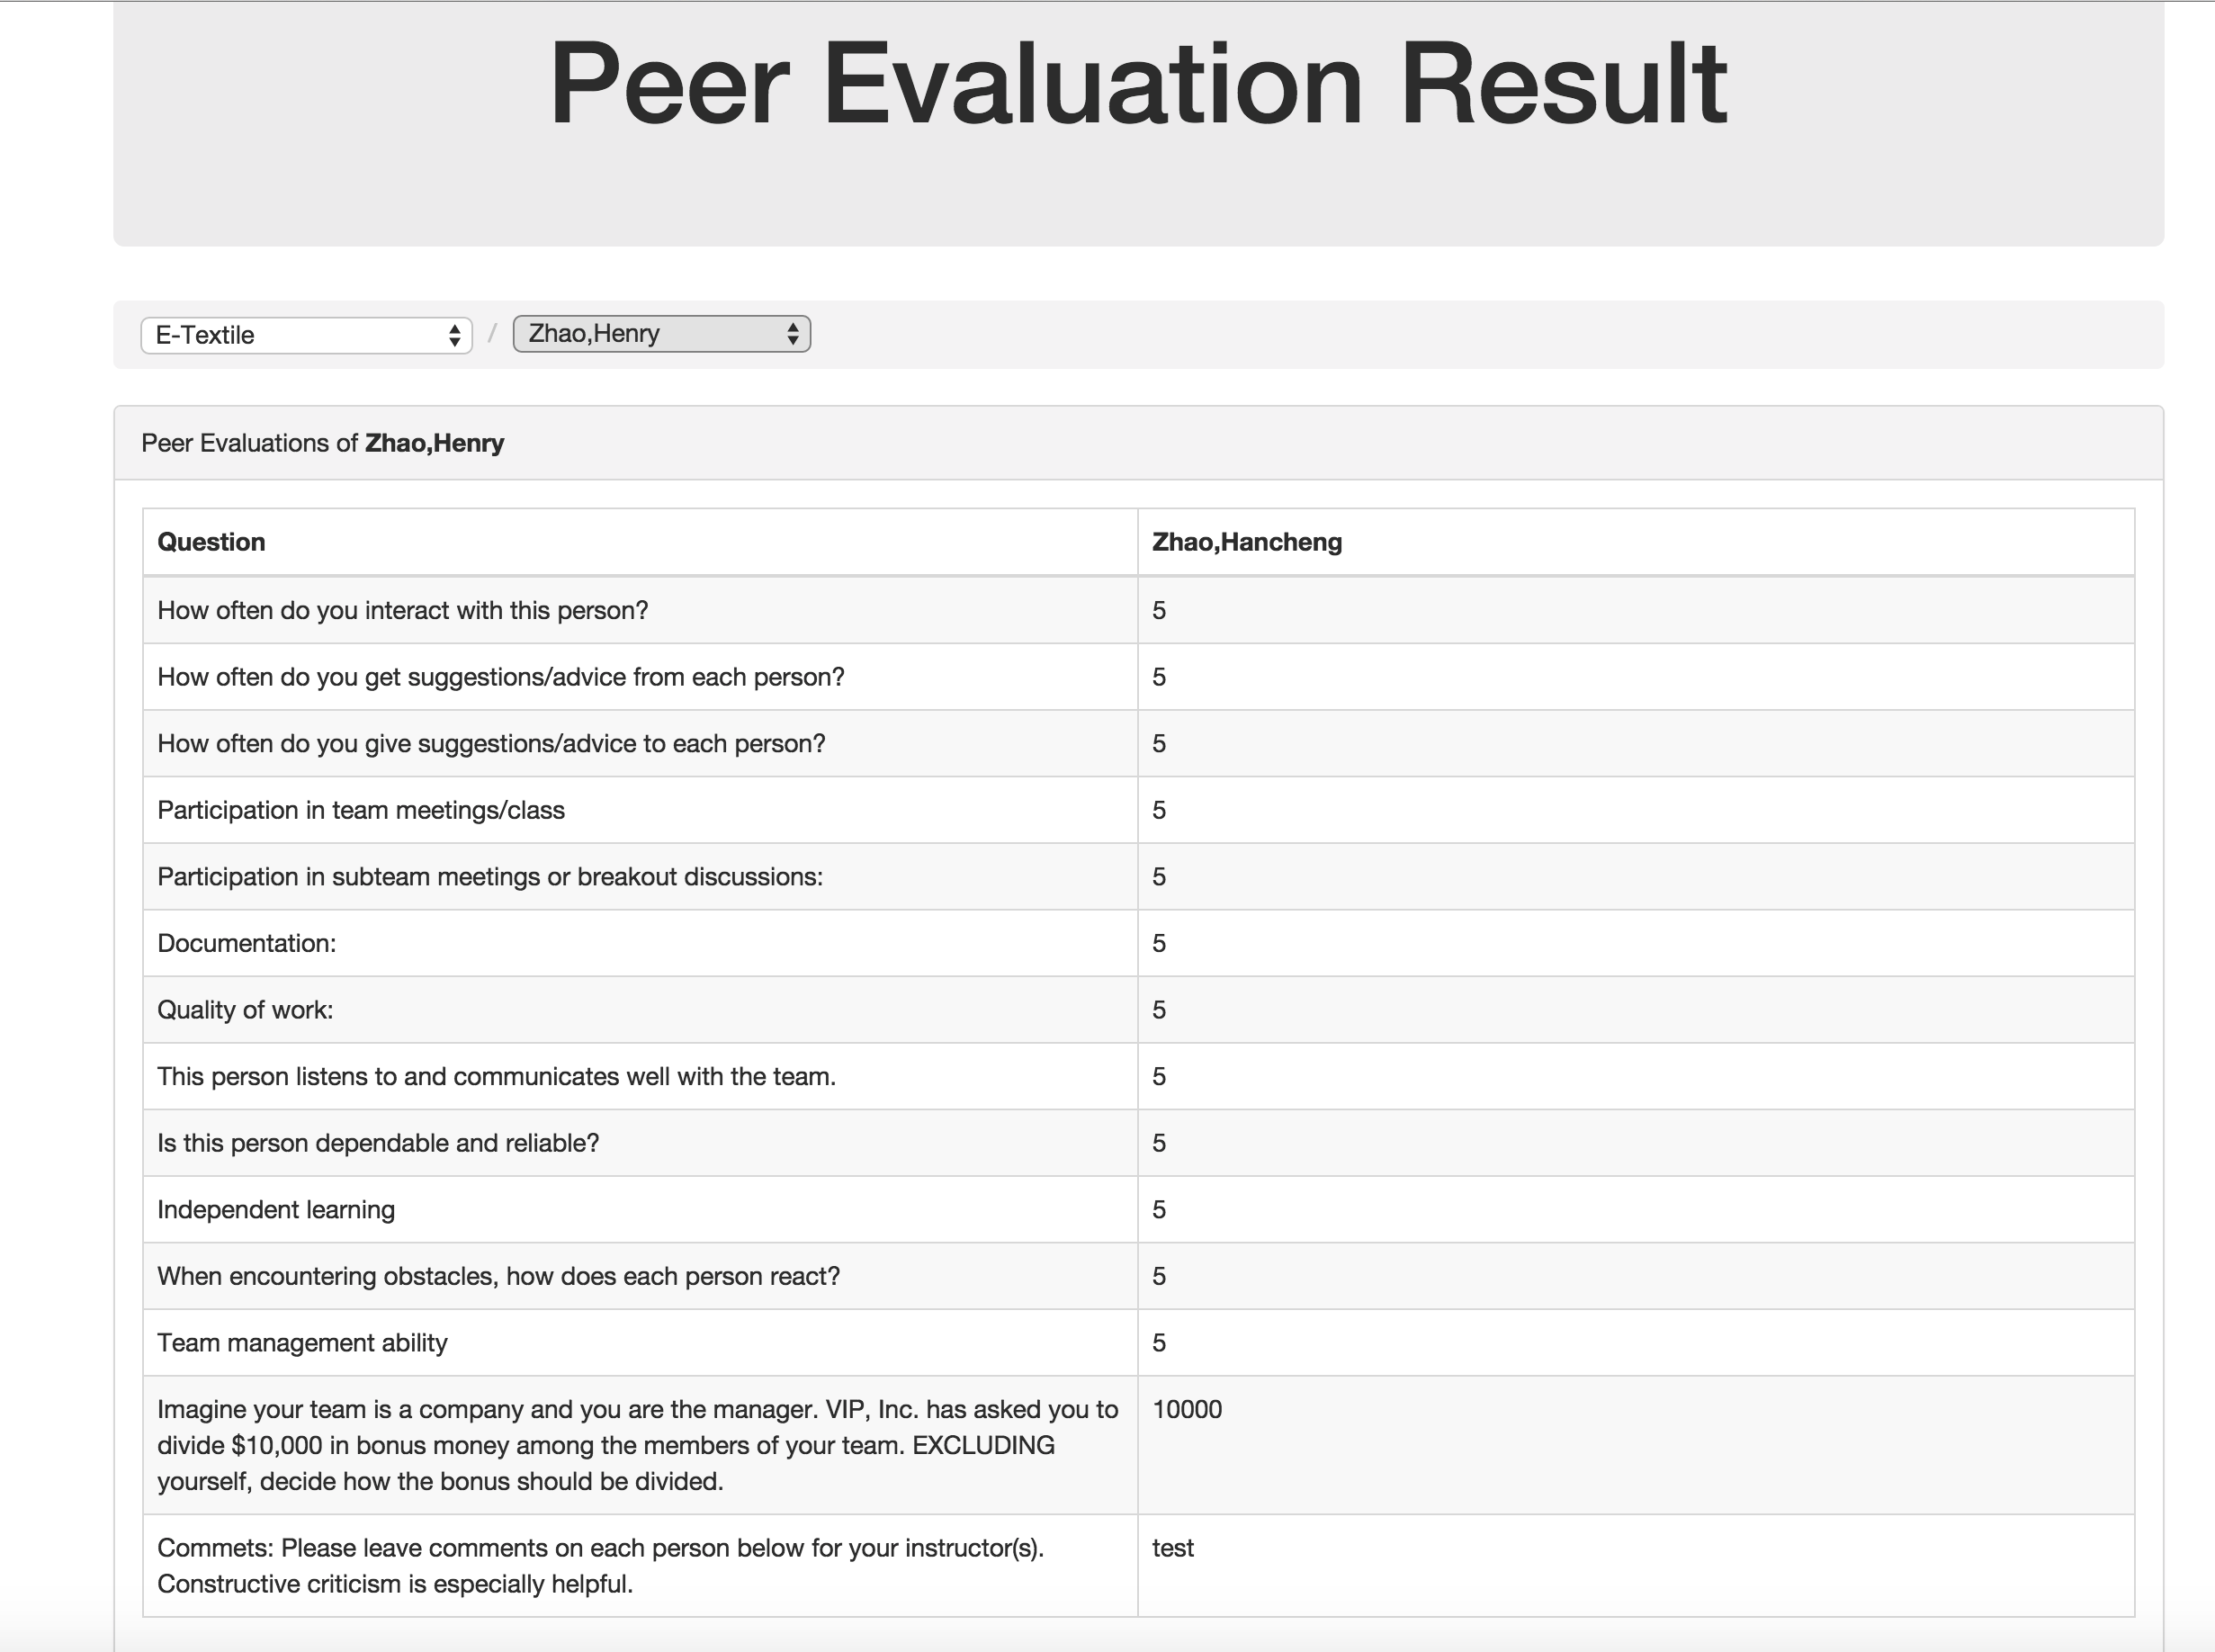 Peer Evaluation Result
E-Textile / Zhao,Henry
Peer Evaluations of Zhao,Henry
Question Zhao,Hancheng
How often do you interact with this person? 5
How often do you get suggestions/advice from each person? 5
How often do you give suggestions/advice to each person? 5
Participation in team meetings/class 5
Participation in subteam meetings or breakout discussions: 5
Documentation: 5
Quality of work: 5
This person listens to and communicates well with the team. 5
Is this person dependable and reliable? 5
Independent learning 5
When encountering obstacles, how does each person react? 5
Team management ability 5
Imagine your team is a company and you are the manager. VIP, Inc. has asked you to 10000
divide $10,000 in bonus money among the members of your team. EXCLUDING
yourself, decide how the bonus should be divided.
Commets: Please leave comments on each person below for your instructor(s). test
Constructive criticism is especially helpful.